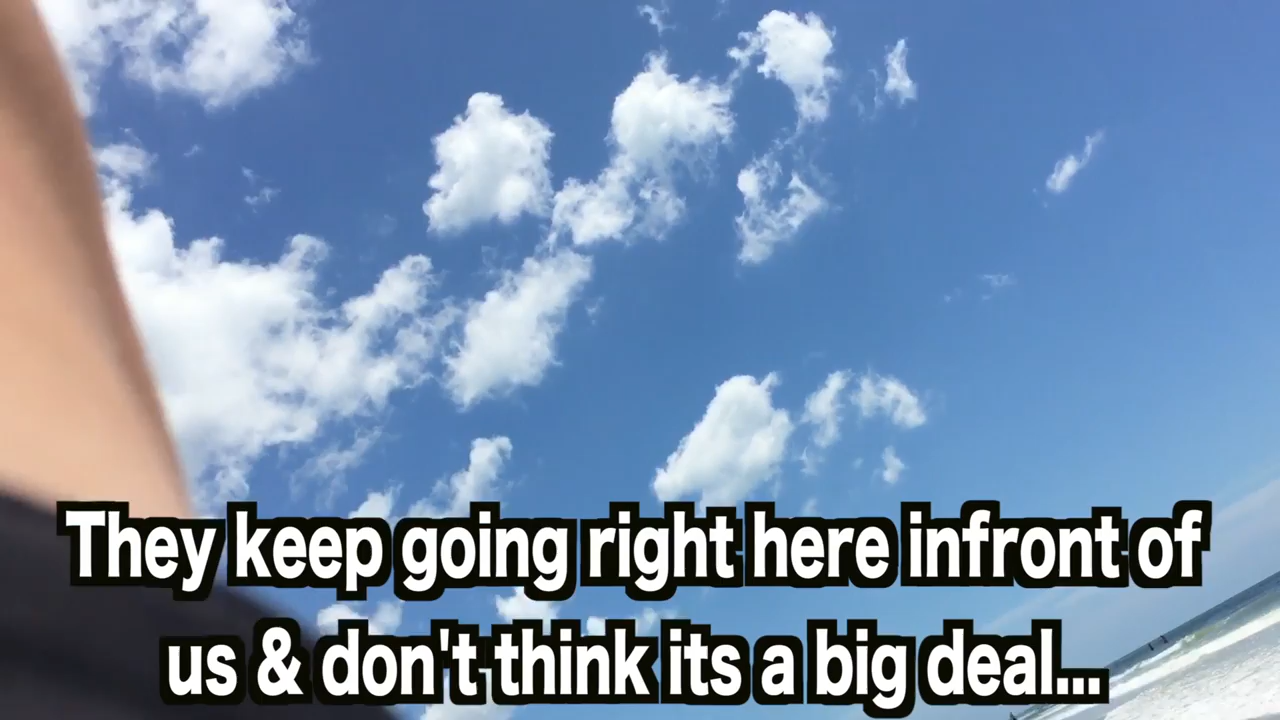 They keep going right here infront of
us & don't think its a big deal...